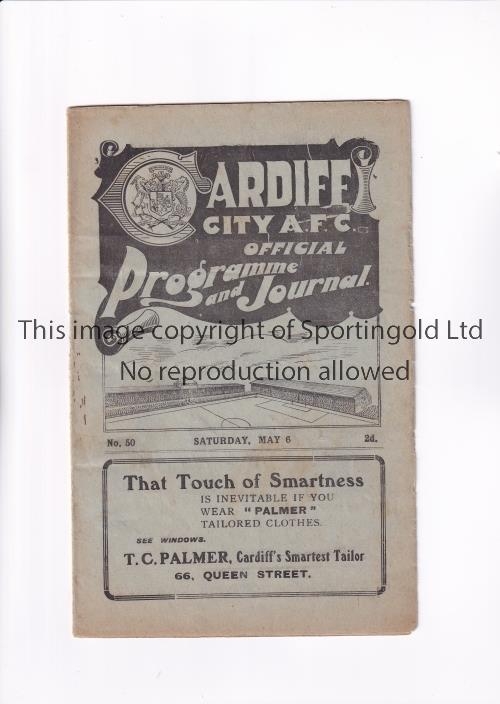 CARDIFF
CITY A.F.C.
OFFICIAL
Programme
and Journal.
This image copyright of Sportingold Ltd
No reproduction allowed
No. 50 SATURDAY, MAY 6 2d.
That Touch of Smartness
IS INEVITABLE IF YOU
WEAR "PALMER"
TAILORED CLOTHES.
SEE WINDOWS.
T. C. PALMER, Cardiff's Smartest Tailor
66, QUEEN STREET.